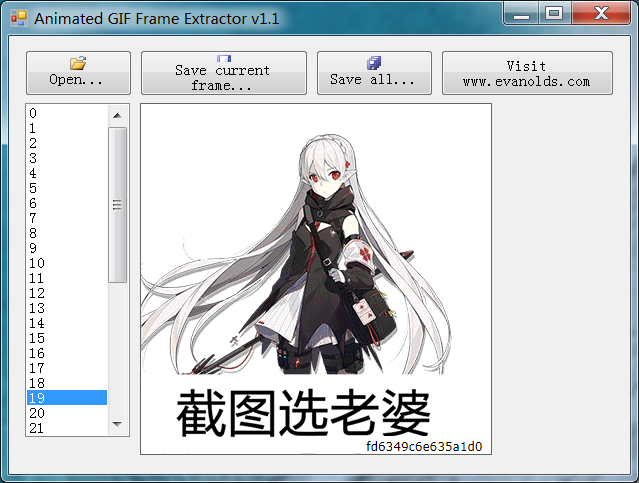 Animated GIF Frame Extractor v1.1
Open...
Save current
frame...
Save all...
Visit
www.evanolds.com
0
1
2
3
4
5
6
7
8
9
10
11
12
13
14
15
16
17
18
19
20
21
截图选老婆
fd6349c6e635a1d0